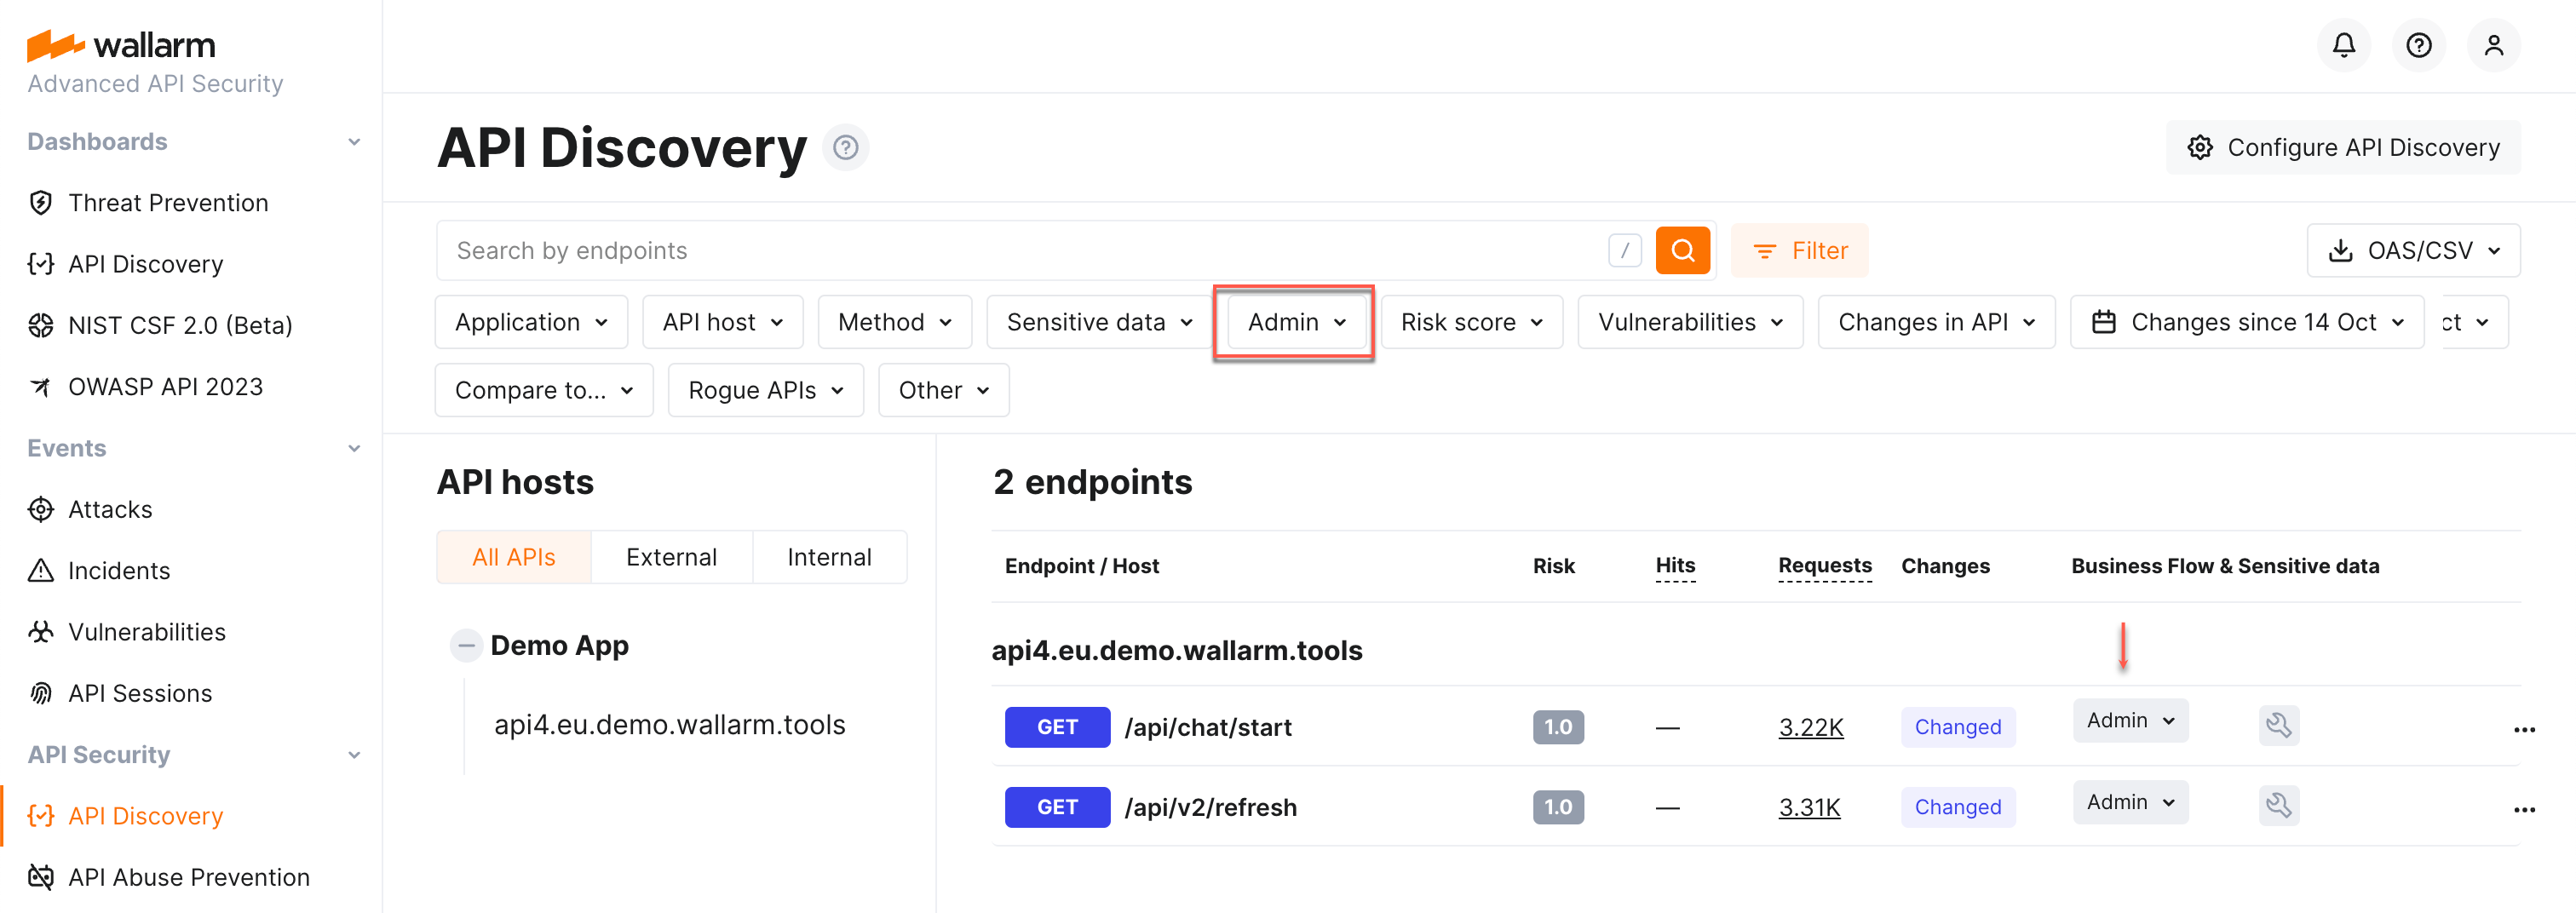 wallarm
Advanced API Security
Dashboards
Threat Prevention
API Discovery
NIST CSF 2.0 (Beta)
OWASP API 2023
Events
Attacks
Incidents
Vulnerabilities
API Sessions
API Security
API Discovery
API Abuse Prevention
API Discovery ?
Configure API Discovery
Search by endpoints /
Filter
OAS/CSV
Application API host Method Sensitive data Admin Risk score Vulnerabilities Changes in API Changes since 14 Oct ct
Compare to... Rogue APIs Other
API hosts
All APIs External Internal
Demo App
api4.eu.demo.wallarm.tools
2 endpoints
Endpoint / Host Risk Hits Requests Changes Business Flow & Sensitive data
api4.eu.demo.wallarm.tools
GET /api/chat/start 1.0 — 3.22K Changed Admin
GET /api/v2/refresh 1.0 — 3.31K Changed Admin